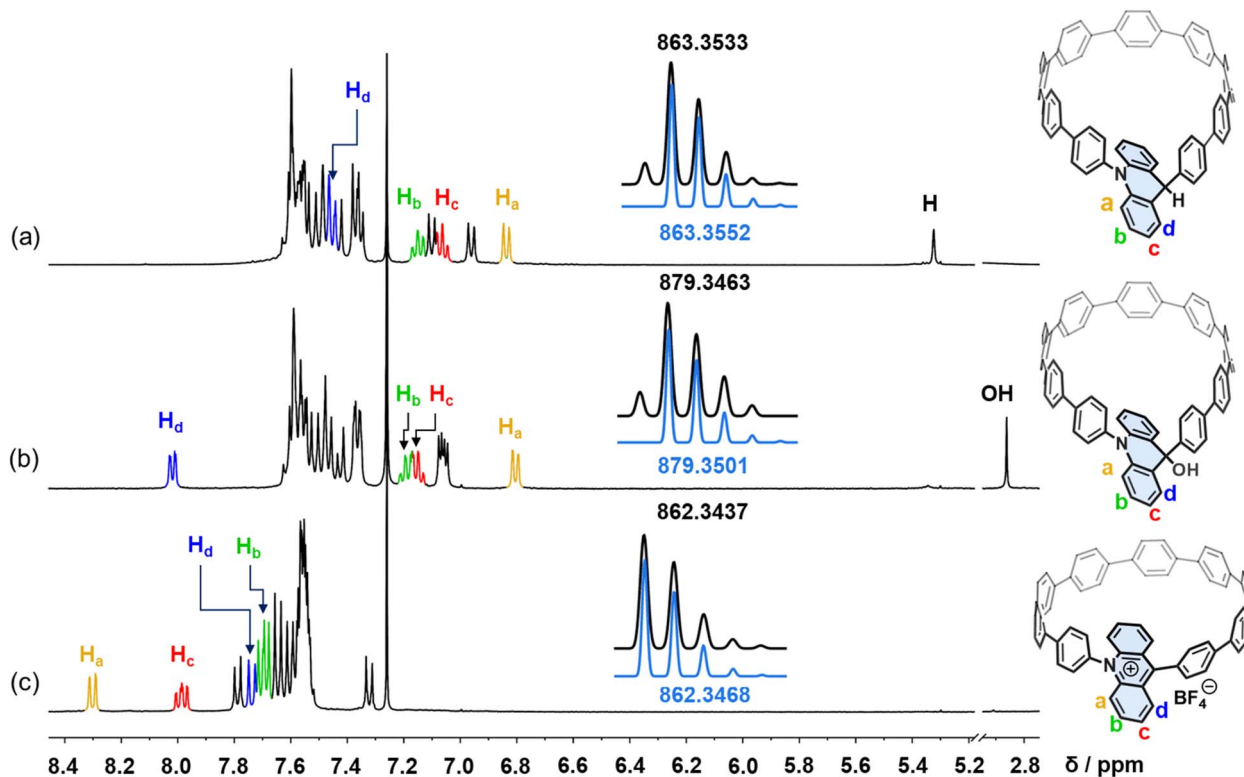 863.3533
H_d
H_b
H_c
H_a
H
(a)
863.3552
N
H
a
b
c
d
879.3463
H_d
H_b
H_c
H_a
OH
(b)
879.3501
N
OH
a
b
c
d
862.3437
H_d
H_b
H_a
H_c
(c)
862.3468
N
+
a
b
c
d
BF₄⊖
8.4 8.2 8.0 7.8 7.6 7.4 7.2 7.0 6.8 6.6 6.4 6.2 6.0 5.8 5.6 5.4 5.2 2.8 δ / ppm